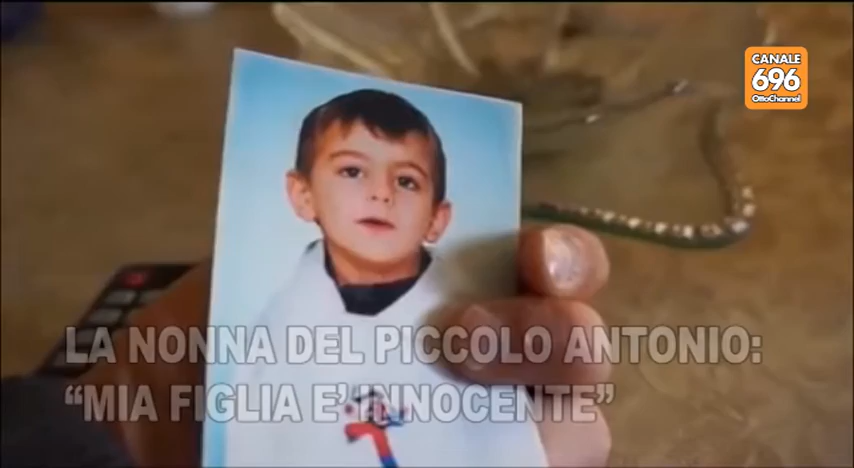 CANALE
696
OttoChannel
LA NONNA DEL PICCOLO ANTONIO:
“MIA FIGLIA E’ INNOCENTE”